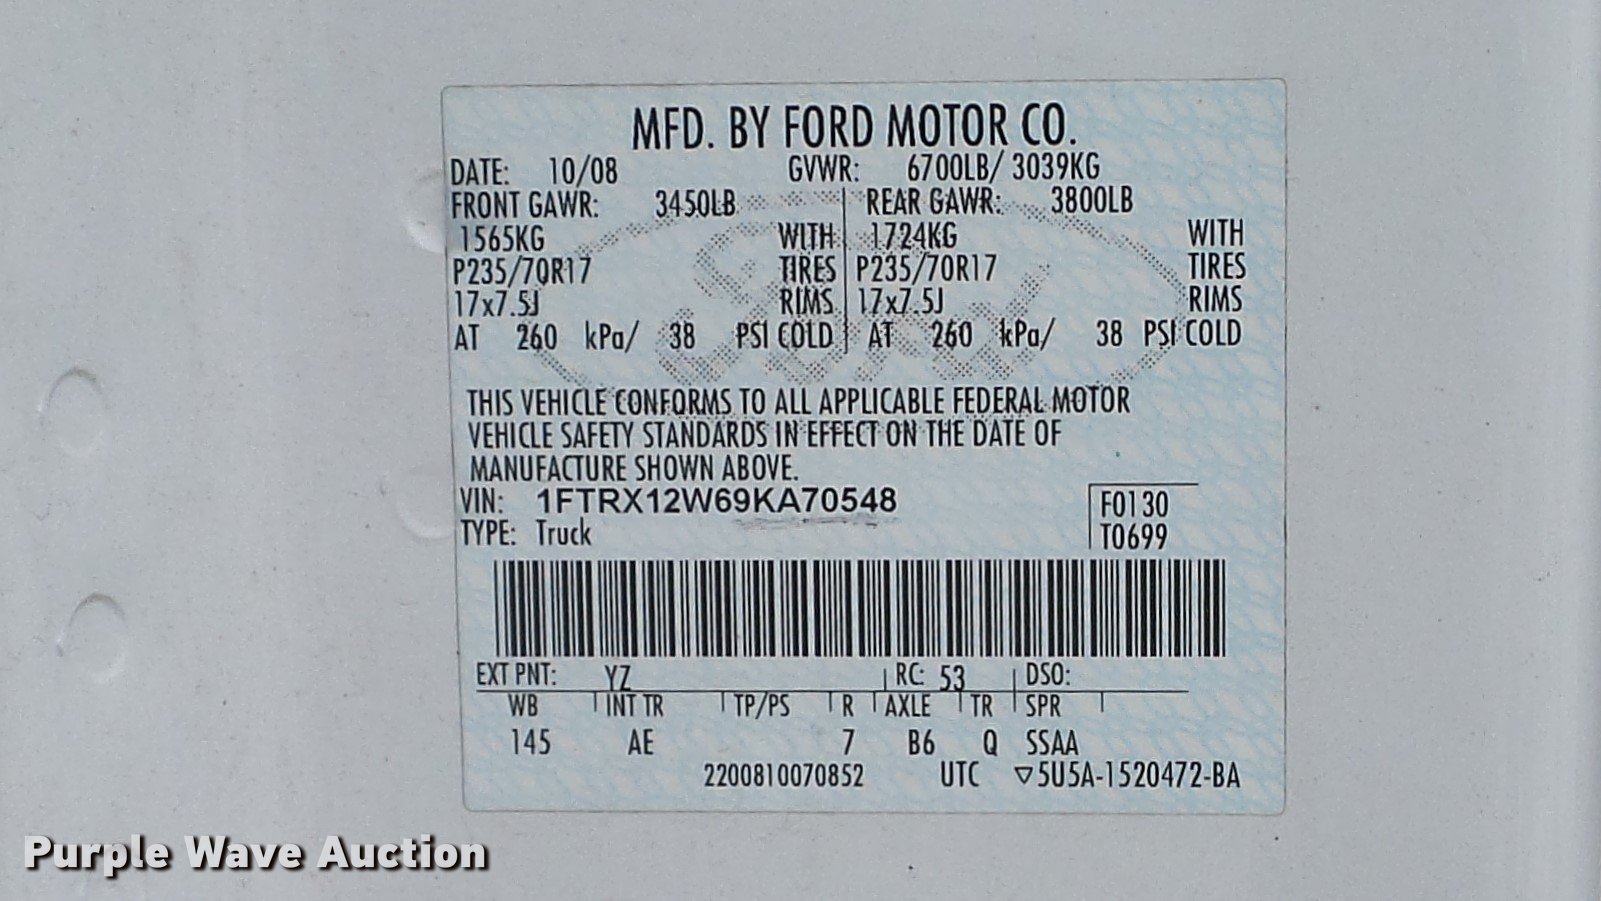 MFD. BY FORD MOTOR CO.
DATE: 10/08 GVWR: 6700LB/ 3039KG
FRONT GAWR: 3450LB REAR GAWR: 3800LB
1565KG WITH 1724KG WITH
P235/70R17 TIRES P235/70R17 TIRES
17x7.5J RIMS 17x7.5J RIMS
AT 260 kPa/ 38 PSI COLD AT 260 kPa/ 38 PSI COLD
THIS VEHICLE CONFORMS TO ALL APPLICABLE FEDERAL MOTOR
VEHICLE SAFETY STANDARDS IN EFFECT ON THE DATE OF
MANUFACTURE SHOWN ABOVE.
VIN: 1FTRX12W69KA70548 F0130
TYPE: Truck T0699
EXT PNT: YZ RC: 53 DSO:
WB INT TR TP/PS R AXLE TR SPR
145 AE 7 B6 Q SSAA
2200810070852 UTC ▽5U5A-1520472-BA
Purple Wave Auction